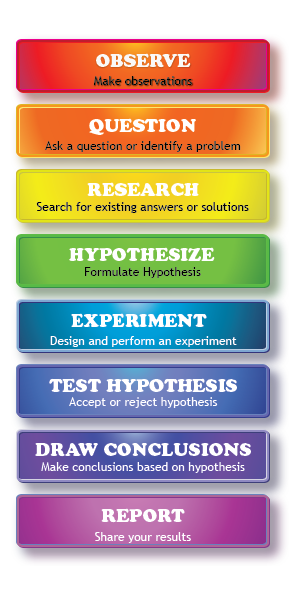 OBSERVE
Make observations
QUESTION
Ask a question or identify a problem
RESEARCH
Search for existing answers or solutions
HYPOTHESIZE
Formulate Hypothesis
EXPERIMENT
Design and perform an experiment
TEST HYPOTHESIS
Accept or reject hypothesis
DRAW CONCLUSIONS
Make conclusions based on hypothesis
REPORT
Share your results